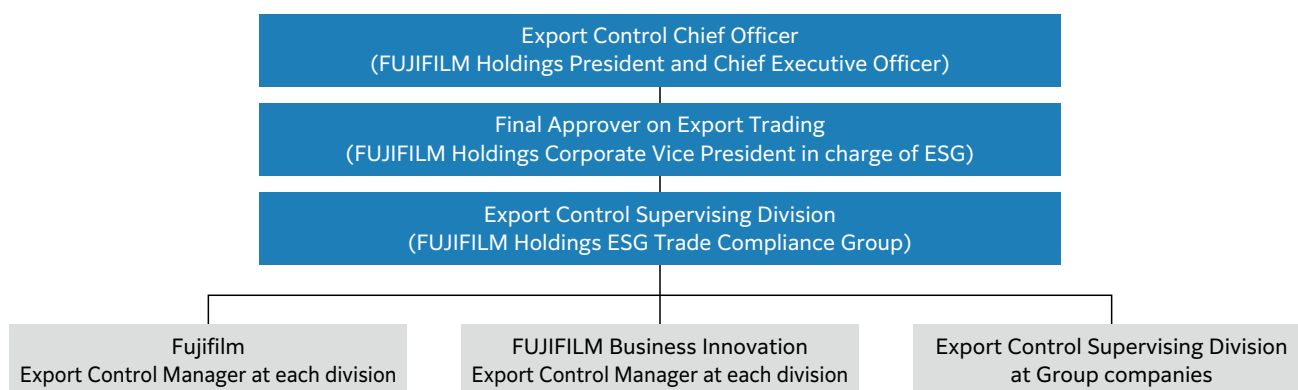 Export Control Chief Officer
(FUJIFILM Holdings President and Chief Executive Officer)
Final Approver on Export Trading
(FUJIFILM Holdings Corporate Vice President in charge of ESG)
Export Control Supervising Division
(FUJIFILM Holdings ESG Trade Compliance Group)
Fujifilm
Export Control Manager at each division
FUJIFILM Business Innovation
Export Control Manager at each division
Export Control Supervising Division
at Group companies